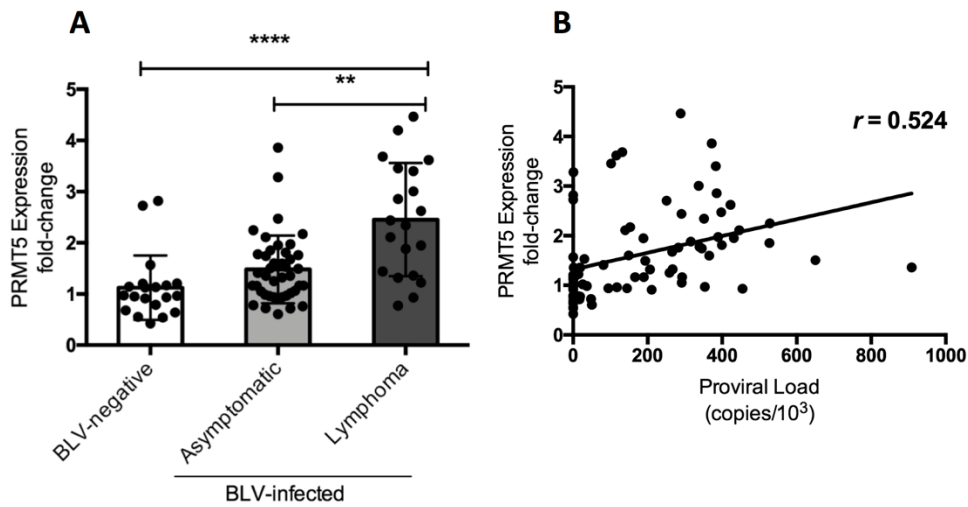 A
****
**
PRMT5 Expression
fold-change
5
4
3
2
1
0
BLV-negative
Asymptomatic
Lymphoma
BLV-infected
B
r = 0.524
PRMT5 Expression
fold-change
5
4
3
2
1
0
0 200 400 600 800 1000
Proviral Load
(copies/10³)